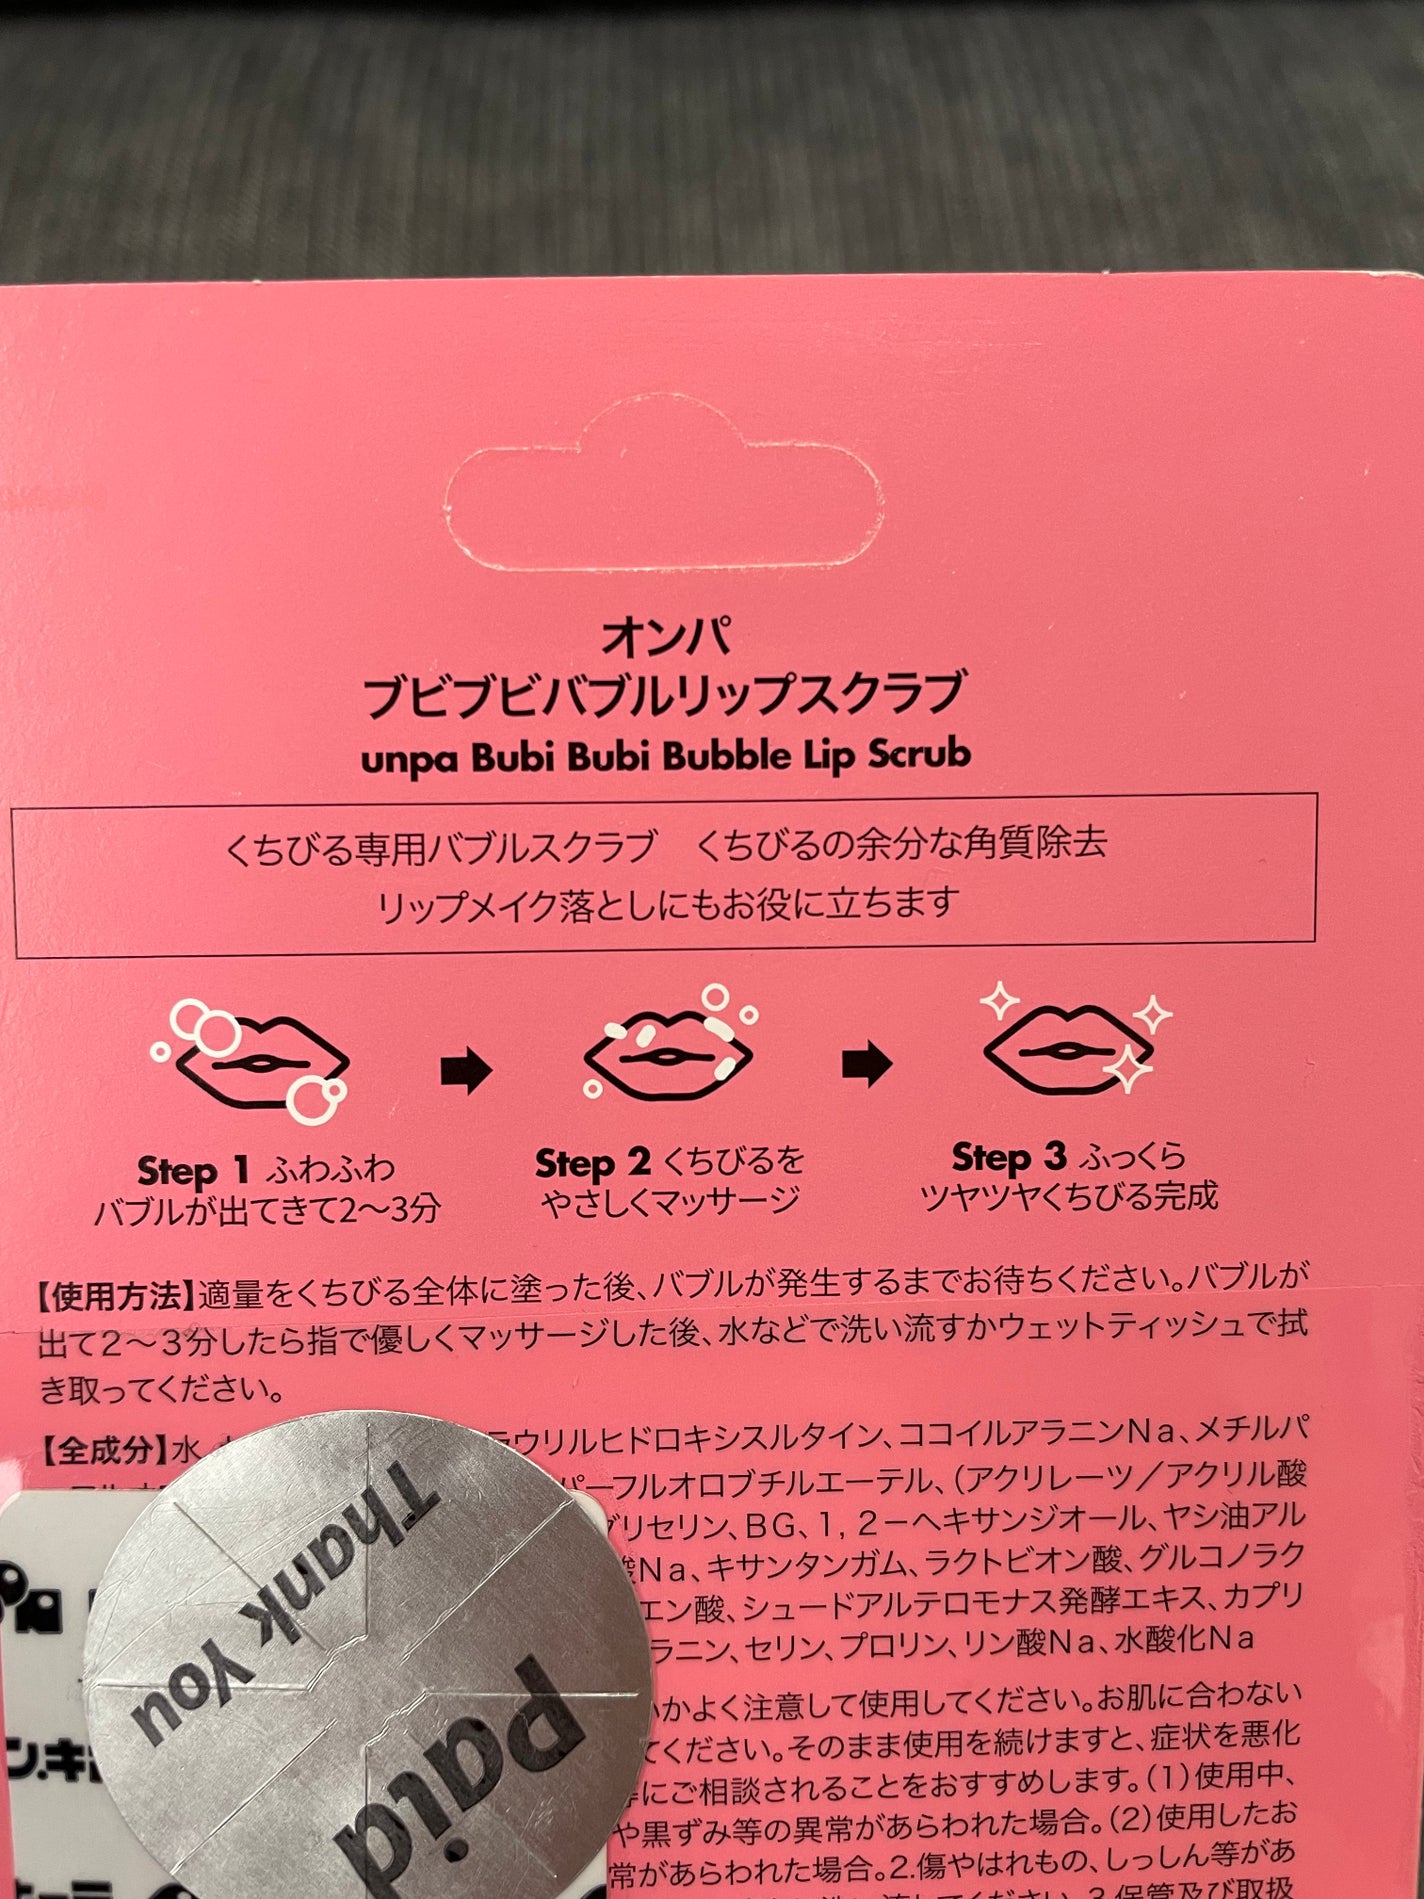 オンパ
ブビブビバブルリップスクラブ
unpa Bubi Bubi Bubble Lip Scrub
くちびる専用バブルスクラブ くちびるの余分な角質除去
リップメイク落としにもお役に立ちます
Step 1 ふわふわ
バブルが出てきて2〜3分
Step 2 くちびるを
やさしくマッサージ
Step 3 ふっくら
ツヤツヤくちびる完成
【使用方法】適量をくちびる全体に塗った後、バブルが発生するまでお待ちください。バブルが
出て2〜3分したら指で優しくマッサージした後、水などで洗い流すかウェットティッシュで拭
き取ってください。
【全成分】水、 ラウリルヒドロキシスルタイン、ココイルアラニンNa、メチルパ
パーフルオロブチルエーテル、(アクリレーツ／アクリル酸
グリセリン、BG、1,2－ヘキサンジオール、ヤシ油アル
酸Na、キサンタンガム、ラクトビオン酸、グルコノラク
エン酸、シュードアルテロモナス発酵エキス、カプリ
ラニン、セリン、プロリン、リン酸Na、水酸化Na
いかよく注意して使用してください。お肌に合わない
てください。そのまま使用を続けますと、症状を悪化
等にご相談されることをおすすめします。(1)使用中、
や黒ずみ等の異常があらわれた場合。(2)使用したお
常があらわれた場合。2.傷やはれもの、しっしん等があ
ください。3.保管及び取扱
Thank You
Paid